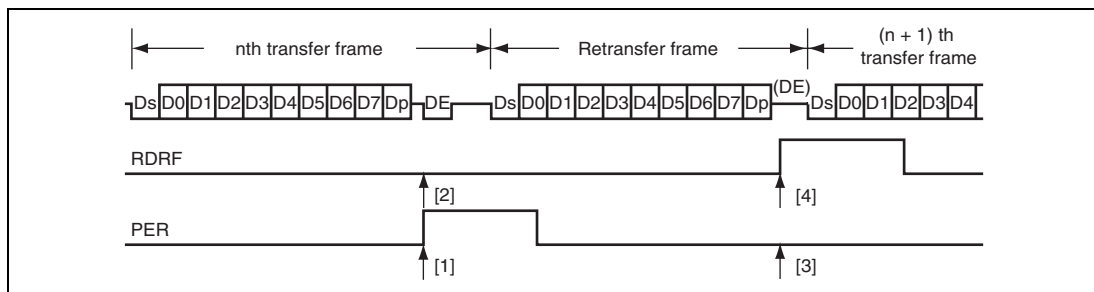 nth transfer frame Retransfer frame (n + 1) th
transfer frame
Ds D0 D1 D2 D3 D4 D5 D6 D7 Dp DE Ds D0 D1 D2 D3 D4 D5 D6 D7 Dp (DE) Ds D0 D1 D2 D3 D4
RDRF
[2] [4]
PER
[1] [3]